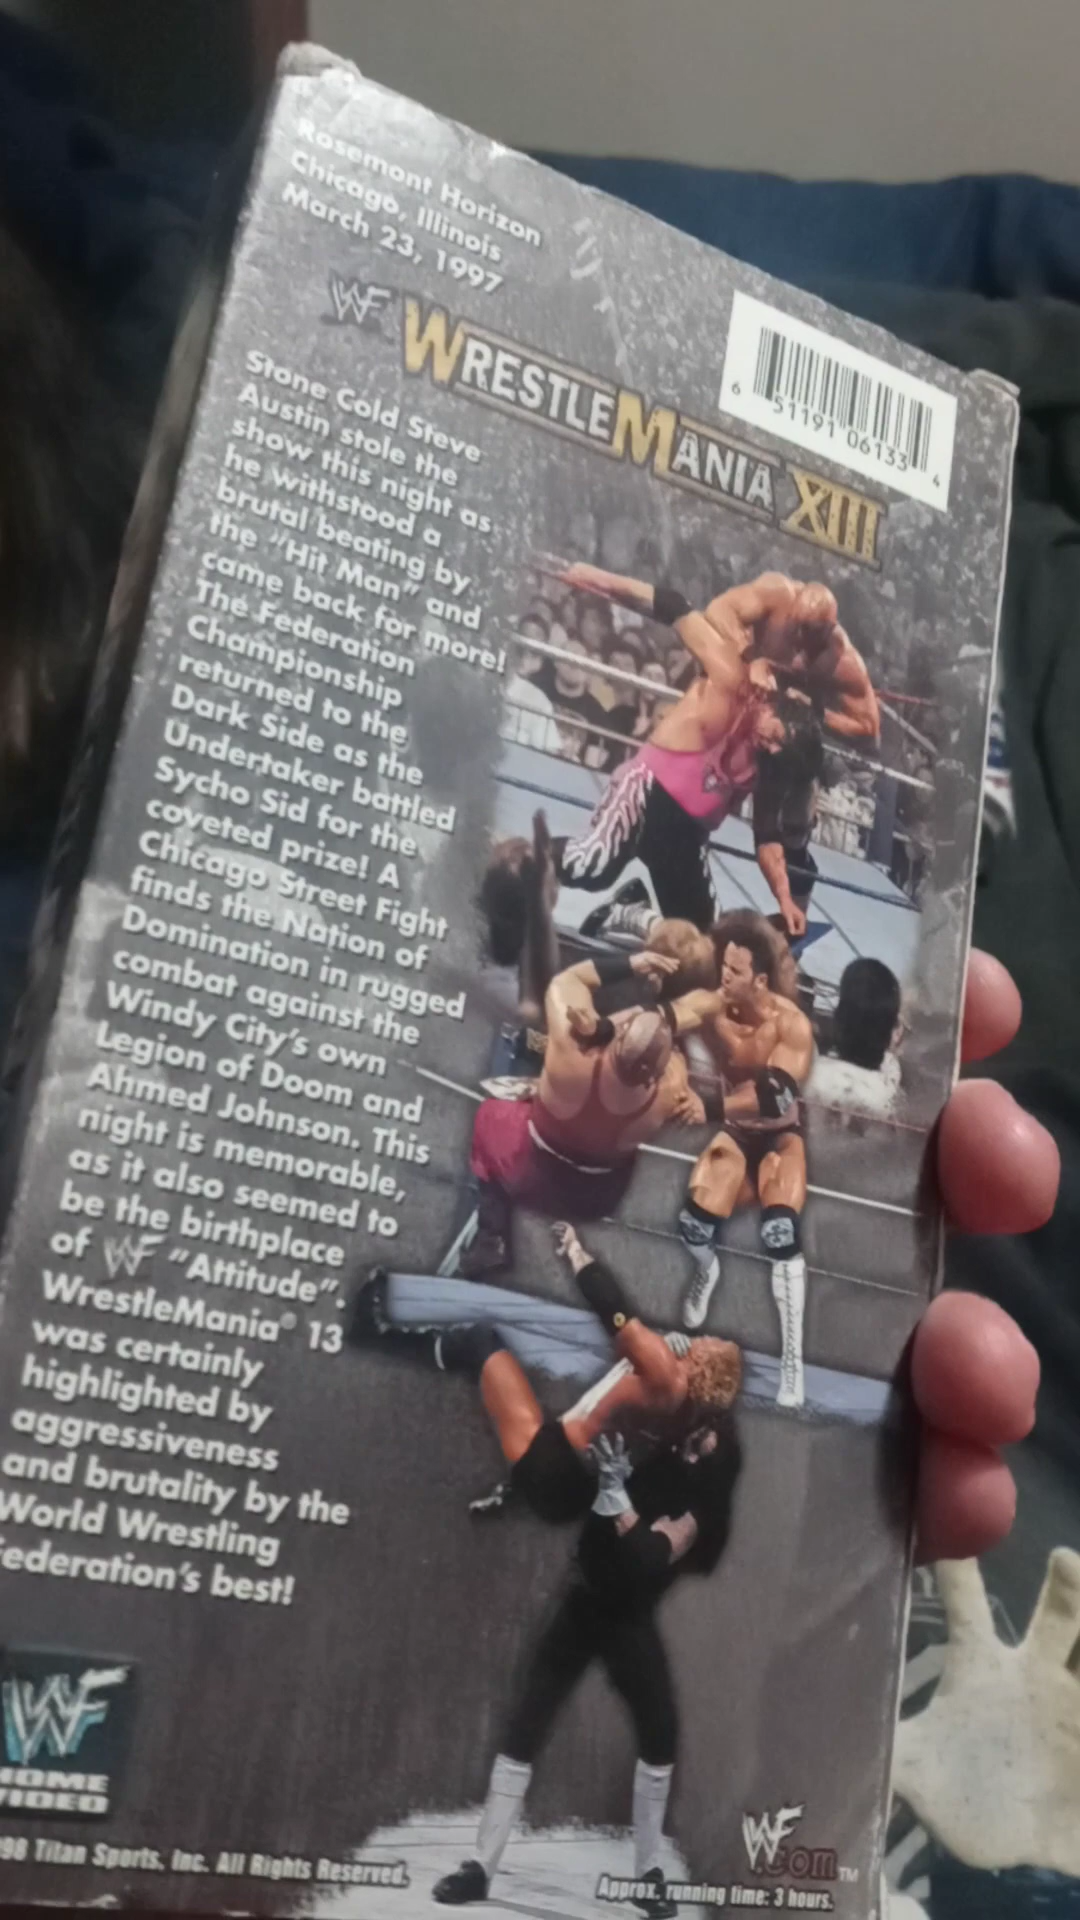 Rosemont Horizon
Chicago, Illinois
March 23, 1997
WF WRESTLEMANIA XIII
6 51191 06133 4
Stone Cold Steve
Austin stole the
show this night as
he withstood a
brutal beating by
the "Hit Man" and
came back for more!
The Federation
Championship
returned to the
Dark Side as the
Undertaker battled
Sycho Sid for the
coveted prize! A
Chicago Street Fight
finds the Nation of
Domination in rugged
combat against the
Windy City's own
Legion of Doom and
Ahmed Johnson. This
night is memorable,
as it also seemed to
be the birthplace
of WF "Attitude".
WrestleMania® 13
was certainly
highlighted by
aggressiveness
and brutality by the
World Wrestling
Federation's best!
WF
HOME
VIDEO
98 Titan Sports, Inc. All Rights Reserved.
WF
.com™
Approx. running time: 3 hours.